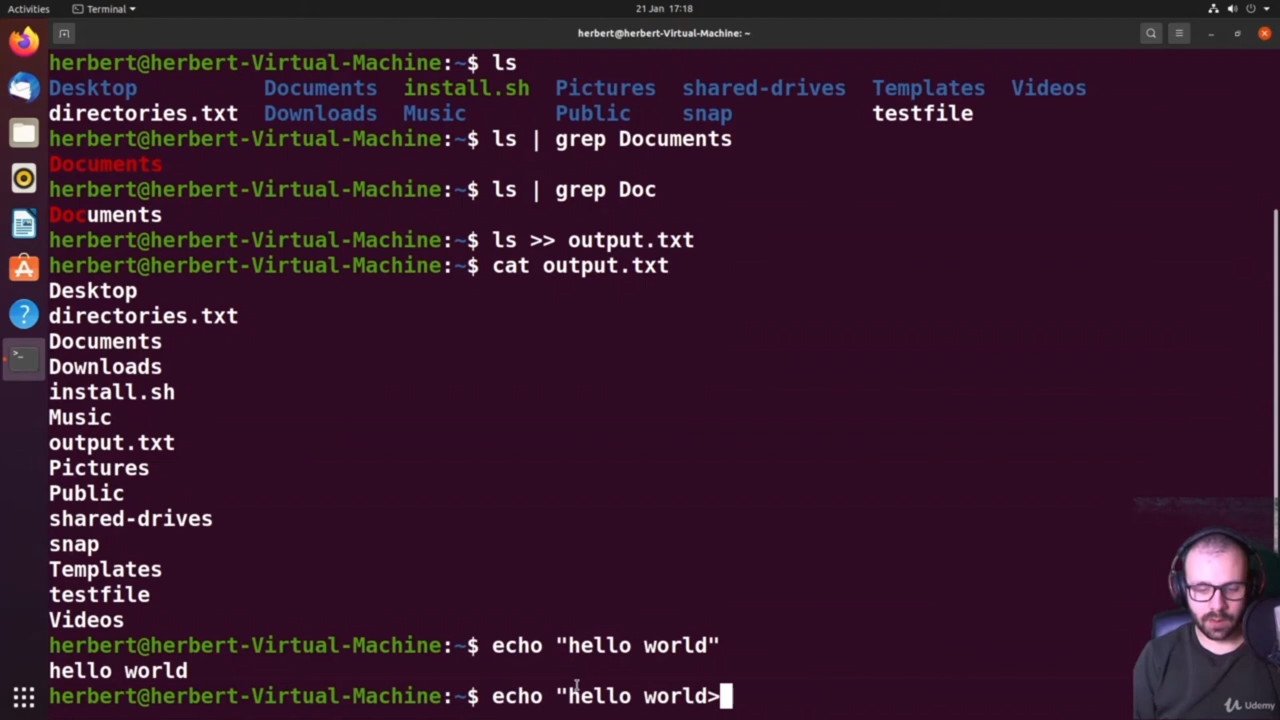 Activities Terminal 21 Jan 17:18
herbert@herbert-Virtual-Machine: ~
herbert@herbert-Virtual-Machine:~$ ls
Desktop Documents install.sh Pictures shared-drives Templates Videos
directories.txt Downloads Music Public snap testfile
herbert@herbert-Virtual-Machine:~$ ls | grep Documents
Documents
herbert@herbert-Virtual-Machine:~$ ls | grep Doc
Documents
herbert@herbert-Virtual-Machine:~$ ls >> output.txt
herbert@herbert-Virtual-Machine:~$ cat output.txt
Desktop
directories.txt
Documents
Downloads
install.sh
Music
output.txt
Pictures
Public
shared-drives
snap
Templates
testfile
Videos
herbert@herbert-Virtual-Machine:~$ echo "hello world"
hello world
herbert@herbert-Virtual-Machine:~$ echo "hello world>
Udemy